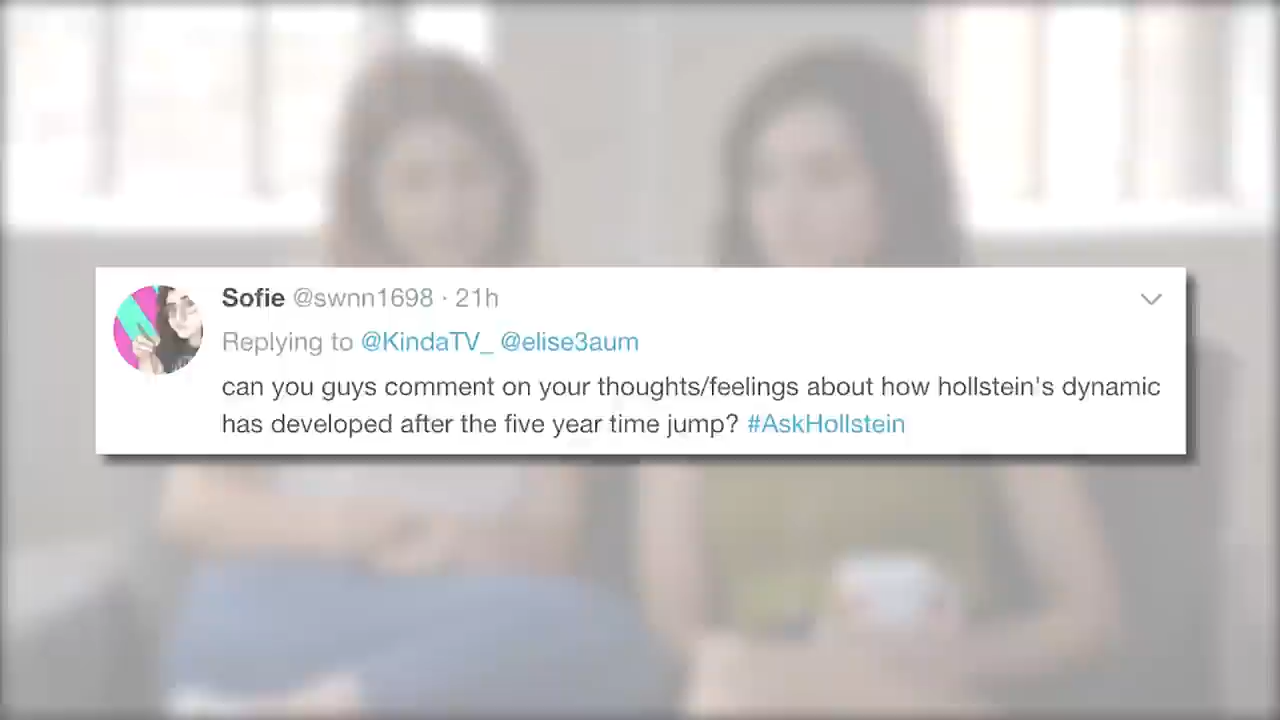 Sofie @swnn1698 · 21h
Replying to @KindaTV_ @elise3aum
can you guys comment on your thoughts/feelings about how hollstein's dynamic
has developed after the five year time jump? #AskHollstein